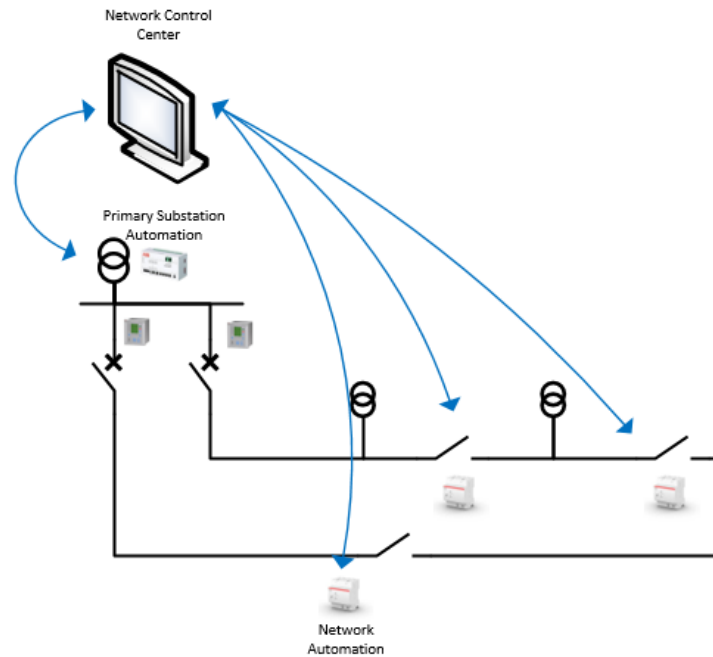 Network Control
Center
Primary Substation
Automation
Network
Automation